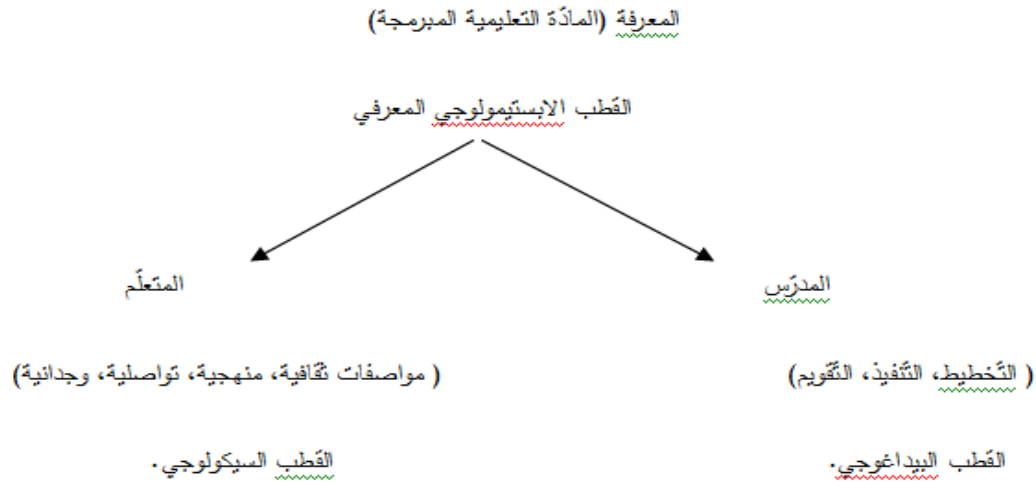 المعرفة (المادّة التعليمية المبرمجة)
القطب الابستيمولوجي المعرفي
المدرّس
المتعلّم
( التّخطيط، التّنفيذ، التّقويم)
( مواصفات ثقافية، منهجية، تواصلية، وجدانية)
القطب البيداغوجي.
القطب السيكولوجي.